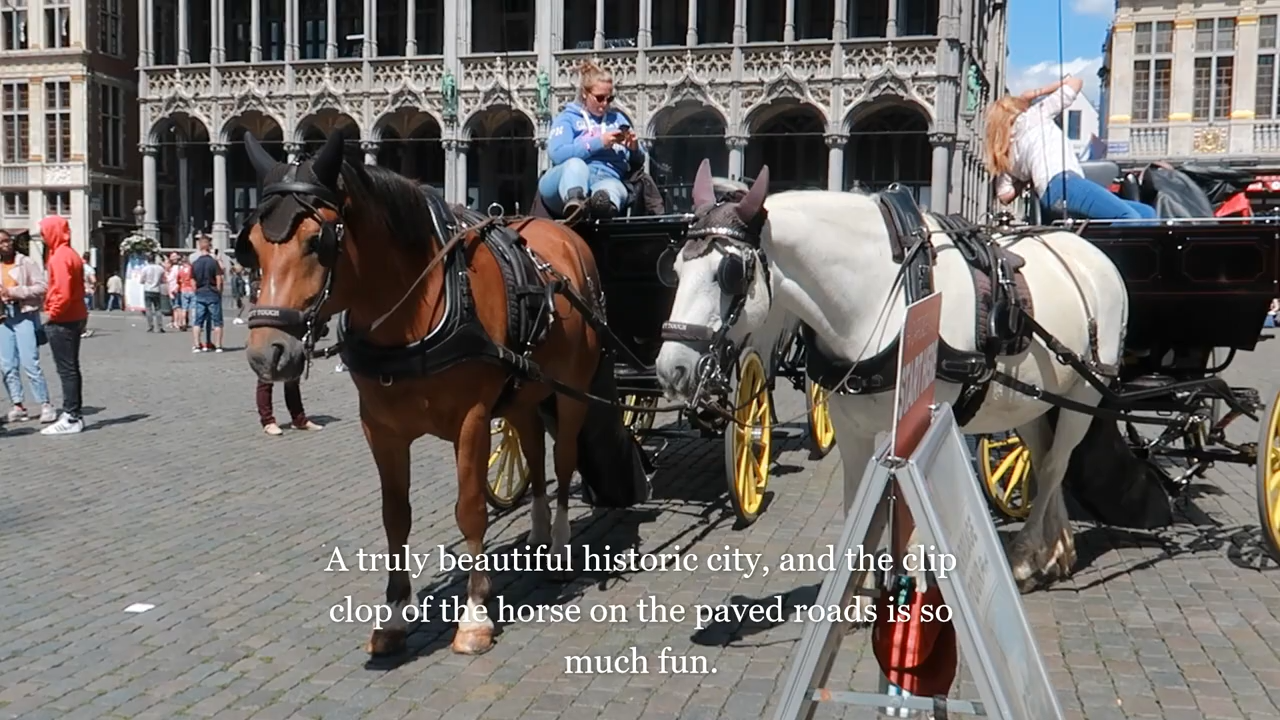 A truly beautiful historic city, and the clip
clop of the horse on the paved roads is so
much fun.